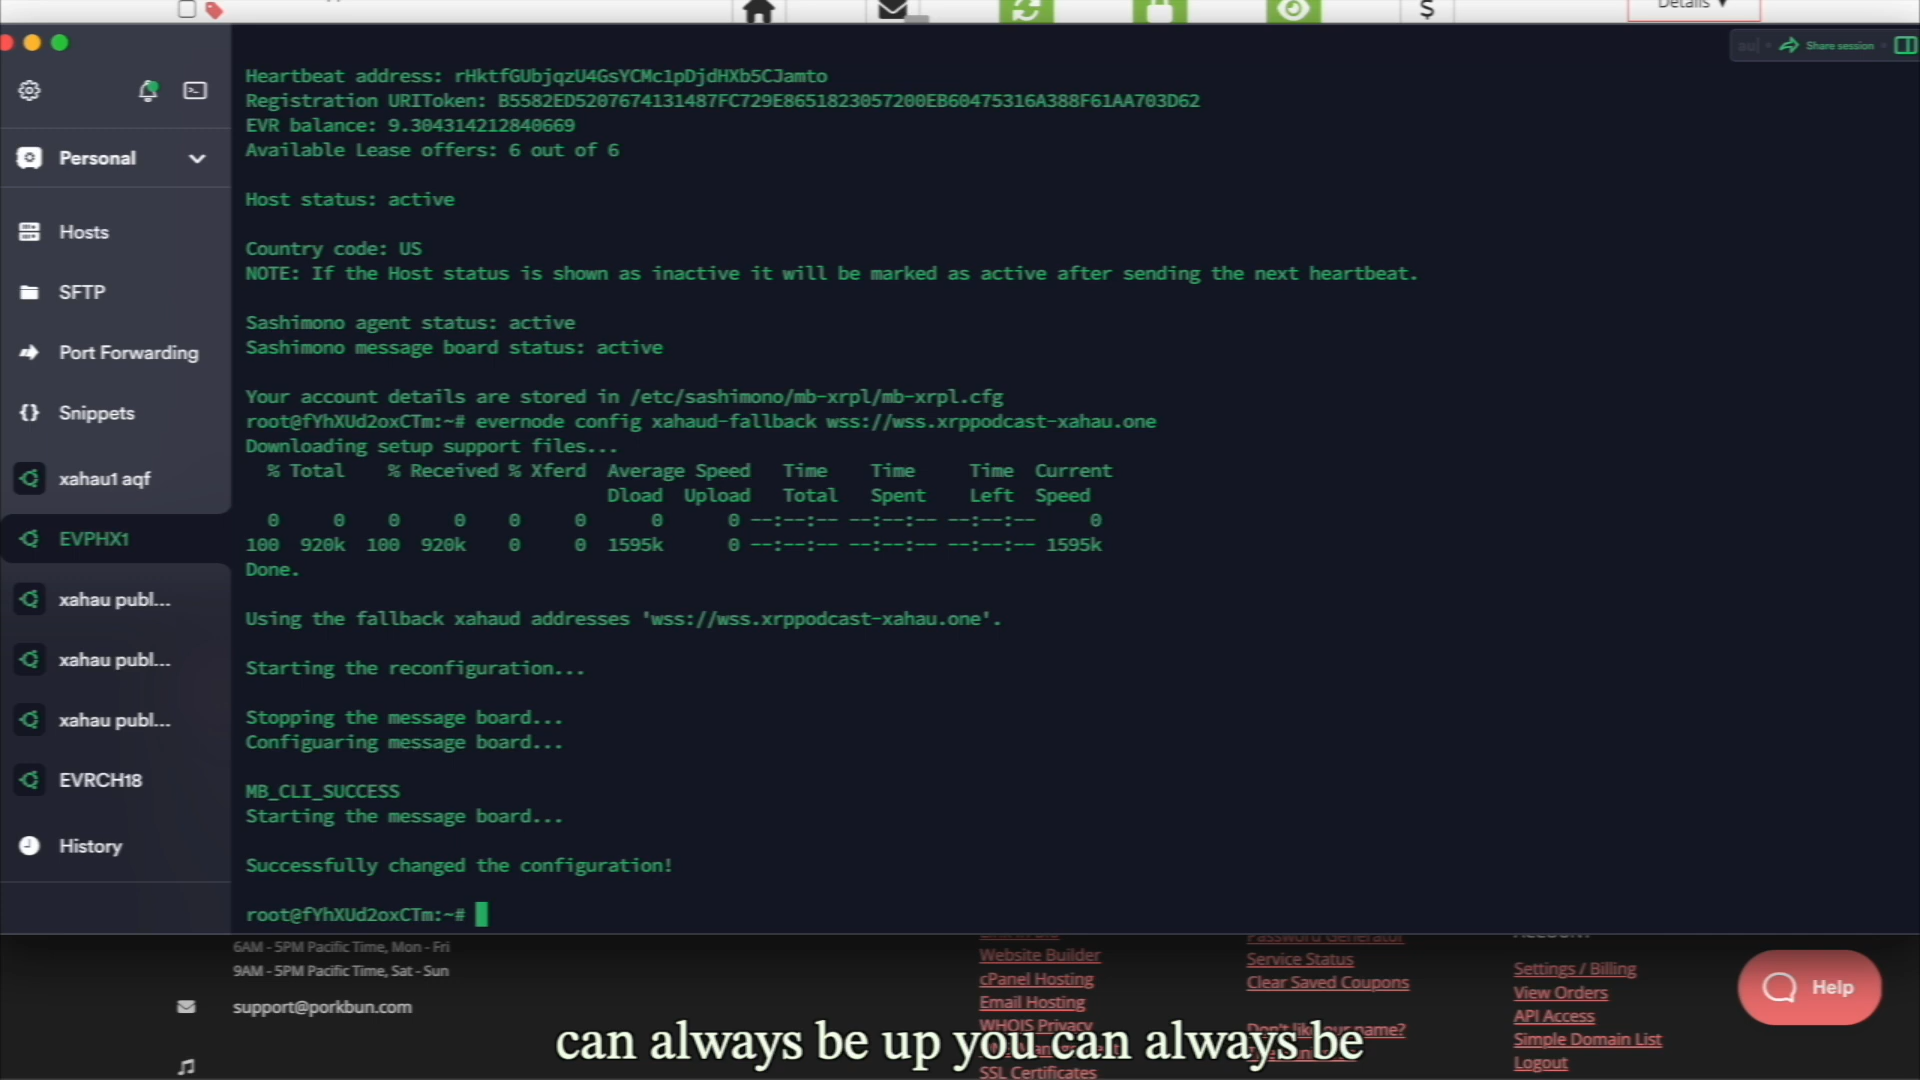 Details ▼
Share session
Heartbeat address: rHktfGUbjqzU4GsYCMc1pDjdHXb5CJamto
Registration URIToken: B5582ED5207674131487FC729E8651823057200EB60475316A388F61AA703D62
EVR balance: 9.304314212840669
Available Lease offers: 6 out of 6
Host status: active
Country code: US
NOTE: If the Host status is shown as inactive it will be marked as active after sending the next heartbeat.
Sashimono agent status: active
Sashimono message board status: active
Your account details are stored in /etc/sashimono/mb-xrpl/mb-xrpl.cfg
root@fYhXUd2oxCTm:~# evernode config xahaud-fallback wss://wss.xrppodcast-xahau.one
Downloading setup support files...
% Total % Received % Xferd Average Speed Time Time Time Current
Dload Upload Total Spent Left Speed
0 0 0 0 0 0 0 0 --:--:-- --:--:-- --:--:-- 0
100 920k 100 920k 0 0 1595k 0 --:--:-- --:--:-- --:--:-- 1595k
Done.
Using the fallback xahaud addresses 'wss://wss.xrppodcast-xahau.one'.
Starting the reconfiguration...
Stopping the message board...
Configuaring message board...
MB_CLI_SUCCESS
Starting the message board...
Successfully changed the configuration!
root@fYhXUd2oxCTm:~#
Personal
Hosts
SFTP
Port Forwarding
{} Snippets
xahau1 aqf
EVPHX1
xahau publ...
xahau publ...
xahau publ...
EVRCH18
History
6AM - 5PM Pacific Time, Mon - Fri
9AM - 5PM Pacific Time, Sat - Sun
support@porkbun.com
Website Builder
cPanel Hosting
Email Hosting
WHOIS Privacy
SSL Certificates
Password Generator
Service Status
Clear Saved Coupons
Don't like our name?
ACCOUNT
Settings / Billing
View Orders
API Access
Simple Domain List
Logout
Help
can always be up you can always be